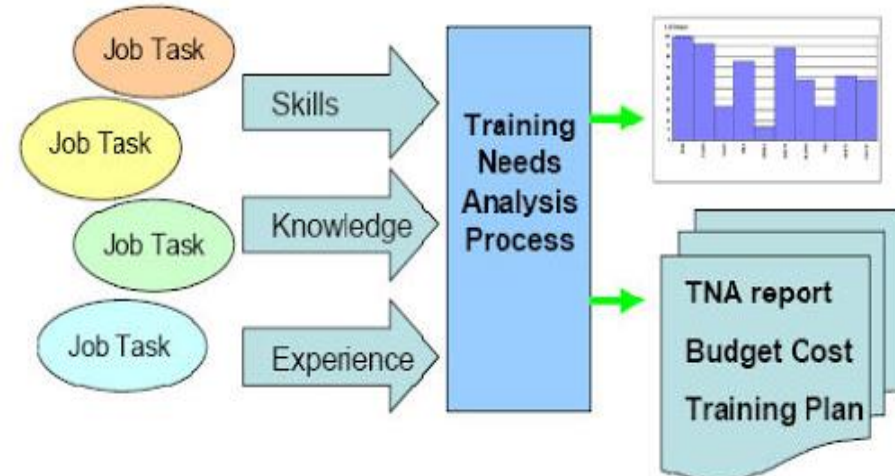 Job Task
Job Task
Job Task
Job Task
Skills
Knowledge
Experience
Training
Needs
Analysis
Process
TNA report
Budget Cost
Training Plan